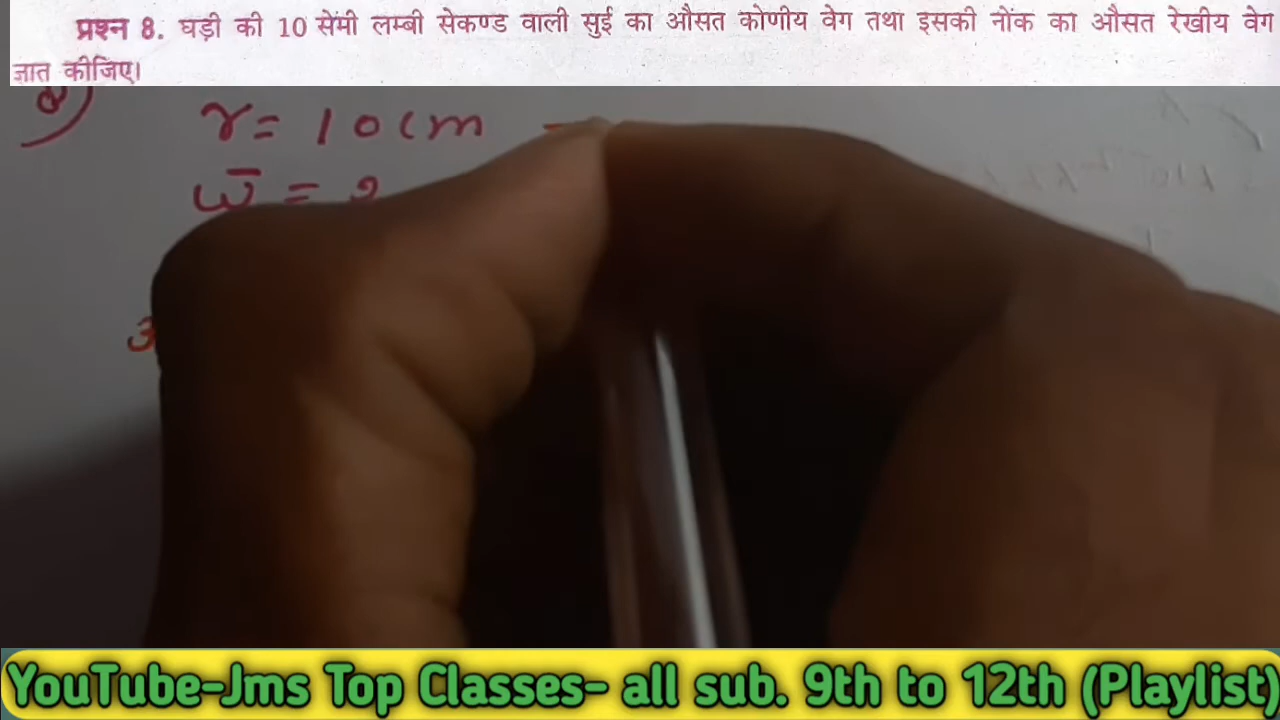 प्रश्न 8. घड़ी की 10 सेंमी लम्बी सेकण्ड वाली सुई का औसत कोणीय वेग तथा इसकी नोंक का औसत रेखीय वेग
ज्ञात कीजिए।
r = 10 cm
ω̄ = ?
YouTube-Jms Top Classes- all sub. 9th to 12th (Playlist)